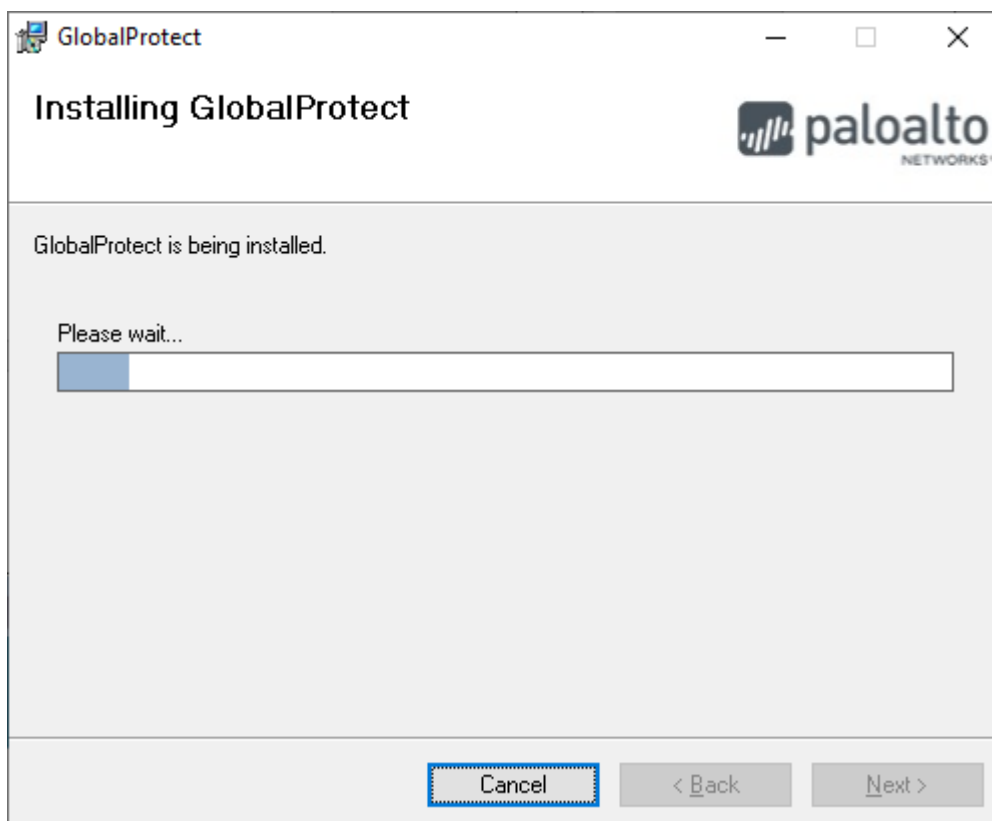 GlobalProtect
Installing GlobalProtect
paloalto
NETWORKS
GlobalProtect is being installed.
Please wait...
Cancel
< Back
Next >